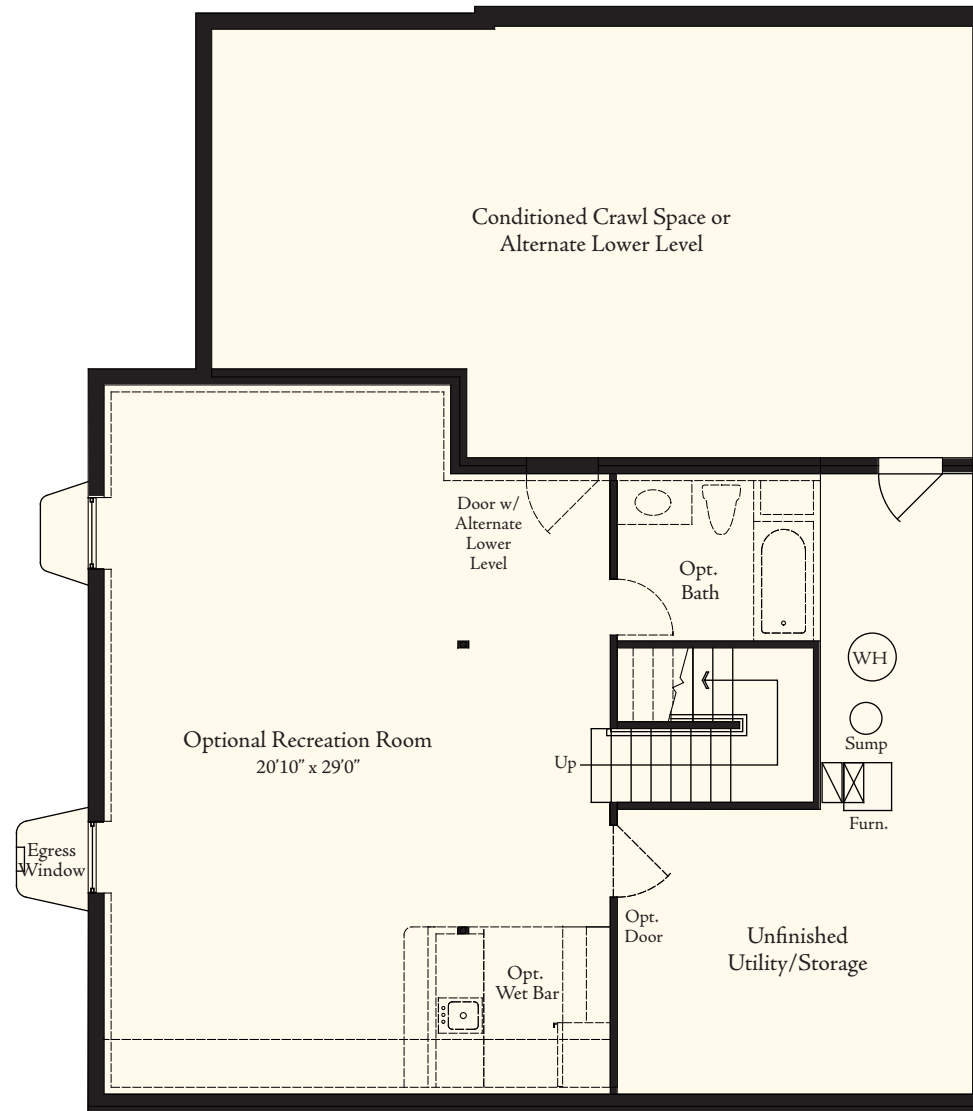 Conditioned Crawl Space or
Alternate Lower Level
Door w/
Alternate
Lower
Level
Opt.
Bath
WH
Sump
Furn.
Optional Recreation Room
20'10" x 29'0"
Up
Egress
Window
Opt.
Door
Unfinished
Utility/Storage
Opt.
Wet Bar